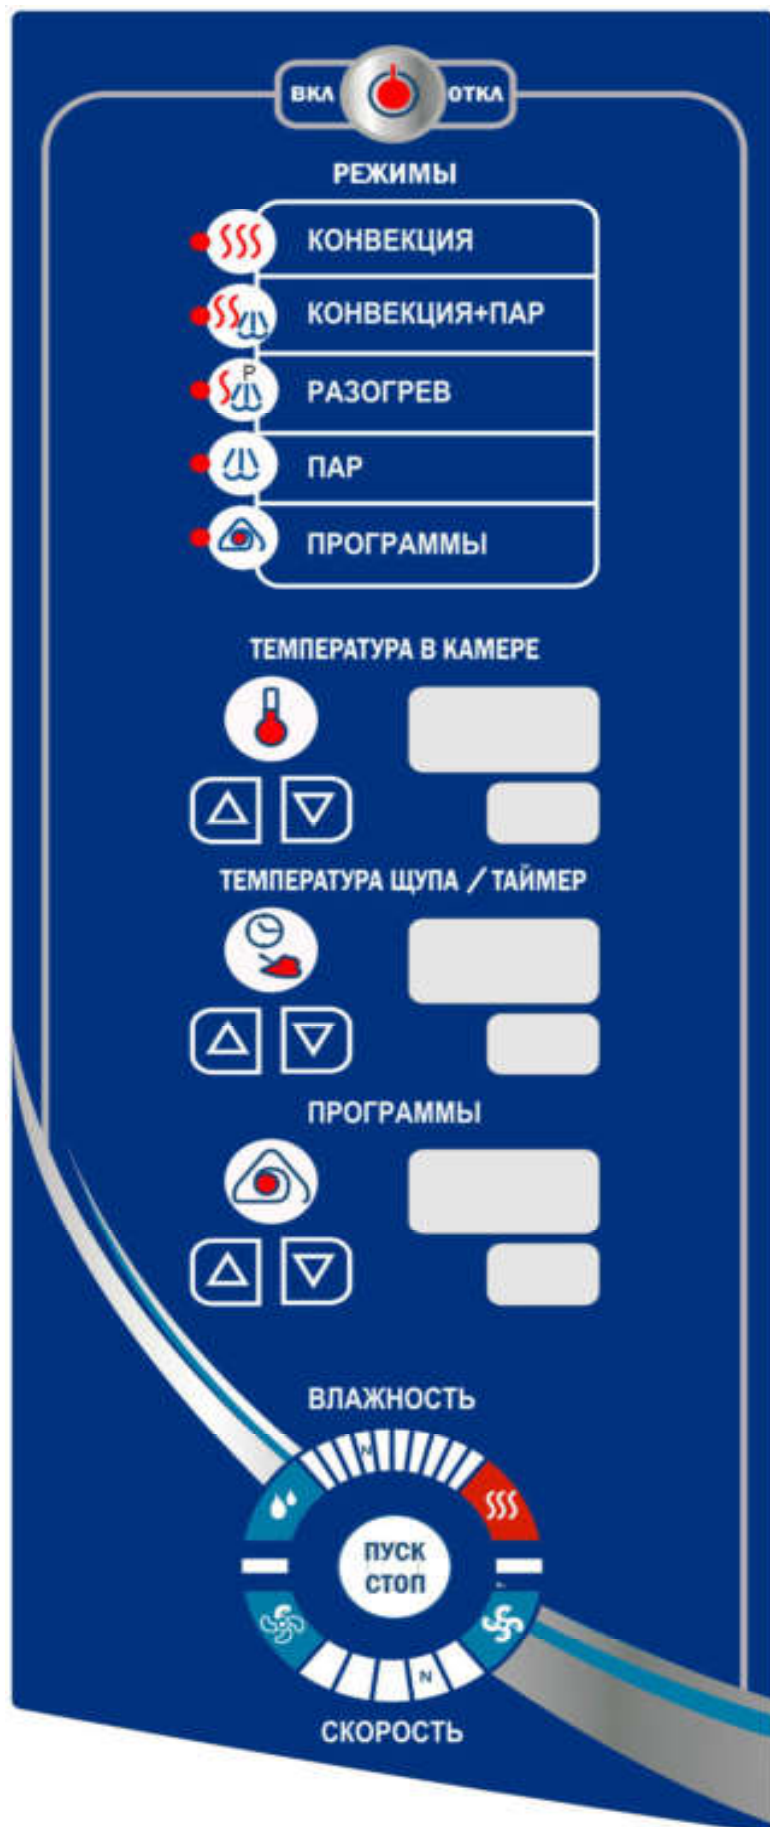 ВКЛ ОТКЛ
РЕЖИМЫ
КОНВЕКЦИЯ
КОНВЕКЦИЯ+ПАР
P
РАЗОГРЕВ
ПАР
ПРОГРАММЫ
ТЕМПЕРАТУРА В КАМЕРЕ
ТЕМПЕРАТУРА ЩУПА / ТАЙМЕР
ПРОГРАММЫ
ВЛАЖНОСТЬ
N
ПУСК
СТОП
N
СКОРОСТЬ